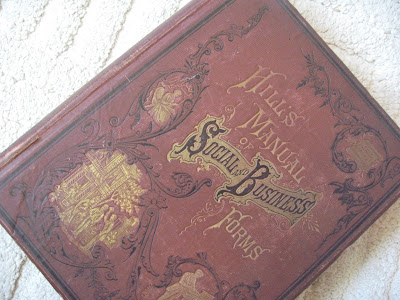 HILL'S
MANUAL
OF
SOCIAL AND BUSINESS
FORMS